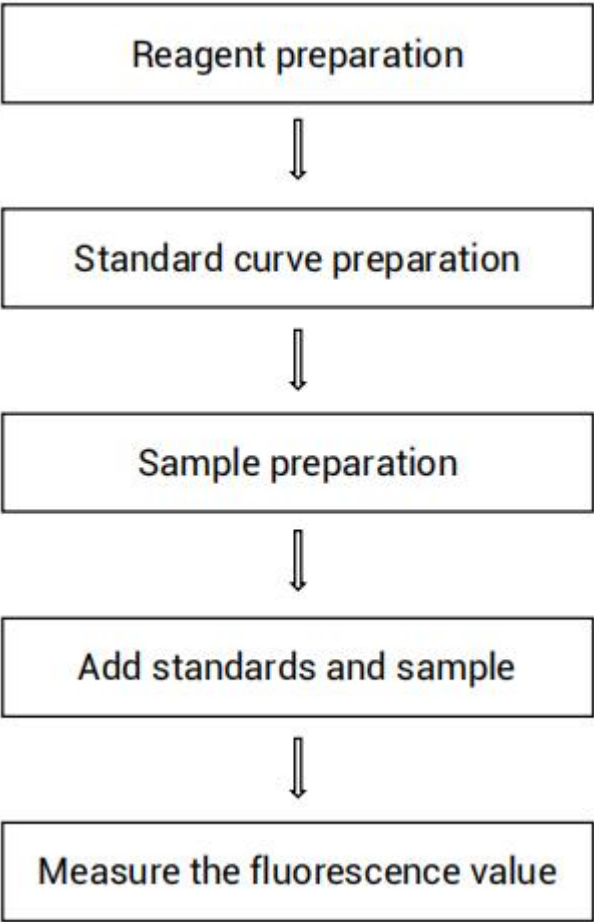 Reagent preparation
Standard curve preparation
Sample preparation
Add standards and sample
Measure the fluorescence value